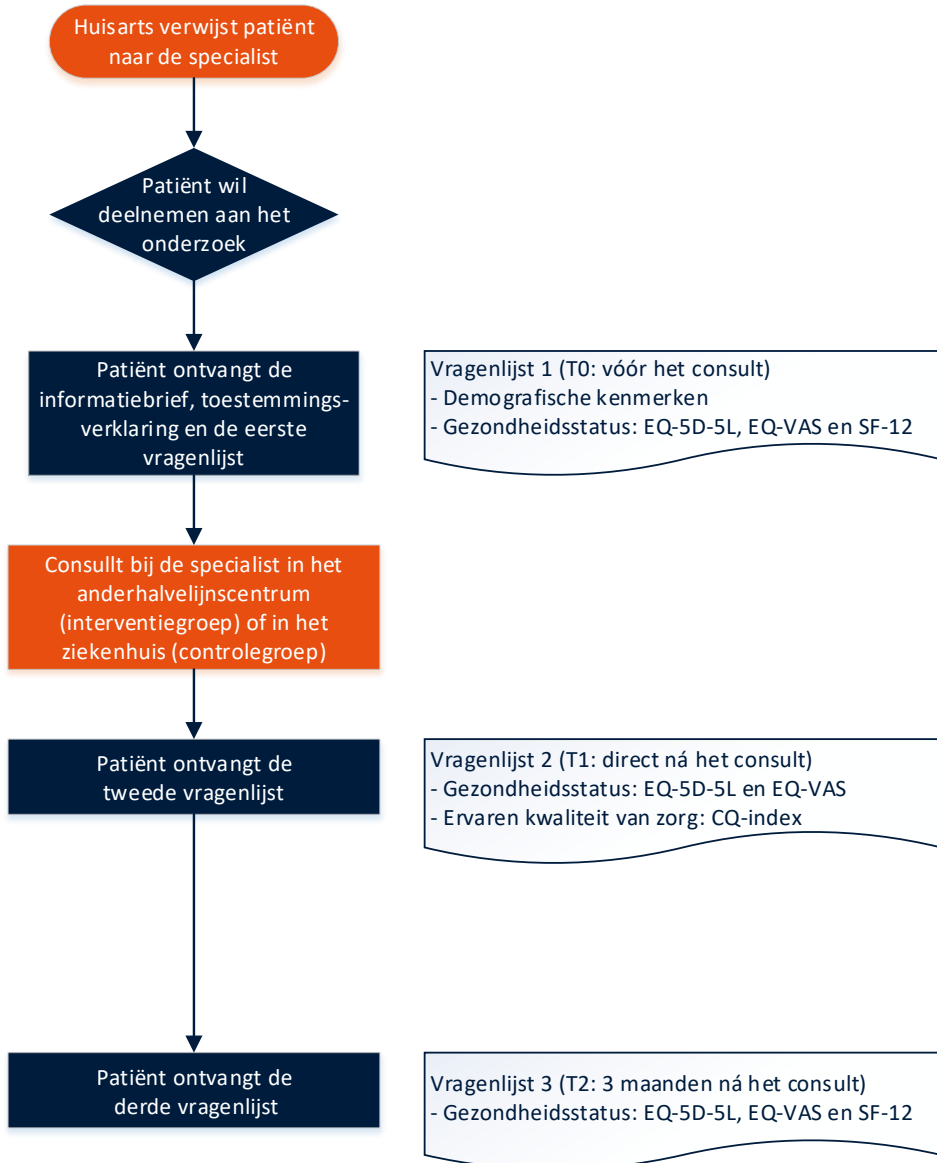 Huisarts verwijst patiënt
naar de specialist
Patiënt wil
deelnemen aan het
onderzoek
Patiënt ontvangt de
informatiebrief, toestemmings-
verklaring en de eerste
vragenlijst
Vragenlijst 1 (T0: vóór het consult)
- Demografische kenmerken
- Gezondheidsstatus: EQ-5D-5L, EQ-VAS en SF-12
Consullt bij de specialist in het
anderhalvelijnscentrum
(interventiegroep) of in het
ziekenhuis (controlegroep)
Patiënt ontvangt de
tweede vragenlijst
Vragenlijst 2 (T1: direct ná het consult)
- Gezondheidsstatus: EQ-5D-5L en EQ-VAS
- Ervaren kwaliteit van zorg: CQ-index
Patiënt ontvangt de
derde vragenlijst
Vragenlijst 3 (T2: 3 maanden ná het consult)
- Gezondheidsstatus: EQ-5D-5L, EQ-VAS en SF-12